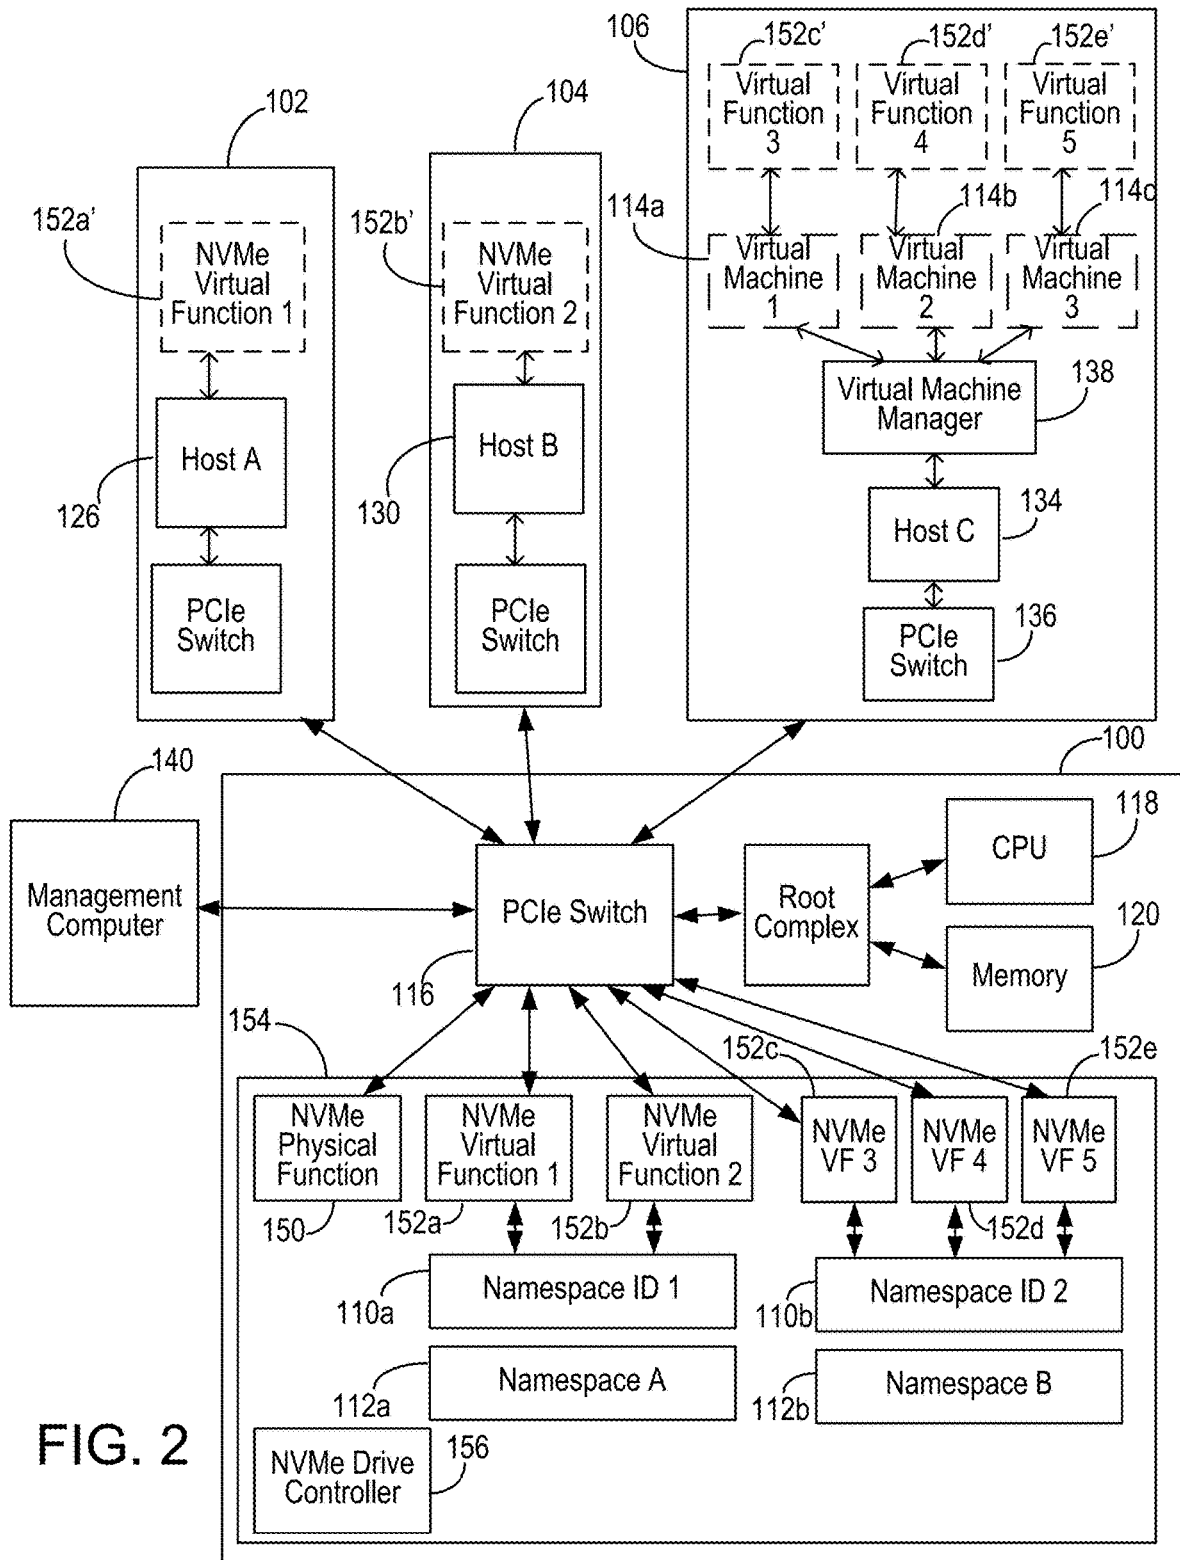 106
152c’
152d’
152e’
Virtual
Function
3
Virtual
Function
4
Virtual
Function
5
102
104
152a’
152b’
114a
114b
114c
NVMe
Virtual
Function 1
NVMe
Virtual
Function 2
Virtual
Machine
1
Virtual
Machine
2
Virtual
Machine
3
Virtual Machine
Manager
138
Host A
126
Host B
130
Host C
134
PCIe
Switch
PCIe
Switch
PCIe
Switch
136
100
140
Management
Computer
PCIe Switch
116
Root
Complex
CPU
118
Memory
120
154
152c
152e
NVMe
Physical
Function
150
NVMe
Virtual
Function 1
152a
NVMe
Virtual
Function 2
152b
NVMe
VF 3
NVMe
VF 4
152d
NVMe
VF 5
Namespace ID 1
110a
Namespace ID 2
110b
Namespace A
112a
Namespace B
112b
FIG. 2
NVMe Drive
Controller
156